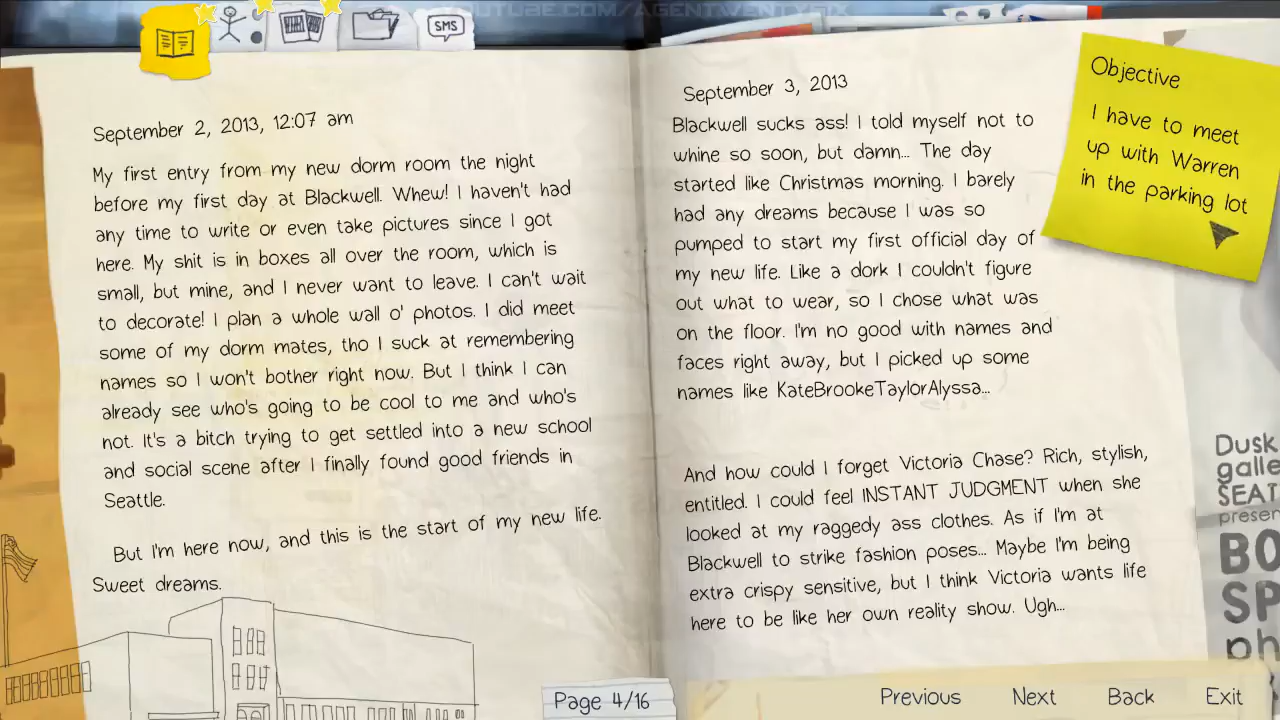 YOUTUBE.COM/AGENTWENTYSIX
SMS
September 2, 2013, 12:07 am
My first entry from my new dorm room the night
before my first day at Blackwell. Whew! I haven't had
any time to write or even take pictures since I got
here. My shit is in boxes all over the room, which is
small, but mine, and I never want to leave. I can't wait
to decorate! I plan a whole wall o' photos. I did meet
some of my dorm mates, tho I suck at remembering
names so I won't bother right now. But I think I can
already see who's going to be cool to me and who's
not. It's a bitch trying to get settled into a new school
and social scene after I finally found good friends in
Seattle.
But I'm here now, and this is the start of my new life.
Sweet dreams.
September 3, 2013
Blackwell sucks ass! I told myself not to
whine so soon, but damn... The day
started like Christmas morning. I barely
had any dreams because I was so
pumped to start my first official day of
my new life. Like a dork I couldn't figure
out what to wear, so I chose what was
on the floor. I'm no good with names and
faces right away, but I picked up some
names like KateBrookeTaylorAlyssa...
And how could I forget Victoria Chase? Rich, stylish,
entitled. I could feel INSTANT JUDGMENT when she
looked at my raggedy ass clothes. As if I'm at
Blackwell to strike fashion poses... Maybe I'm being
extra crispy sensitive, but I think Victoria wants life
here to be like her own reality show. Ugh...
Objective
I have to meet
up with Warren
in the parking lot
Dusk
galle
SEAT
presen
BO
SP
ph
Page 4/16
Previous Next Back Exit